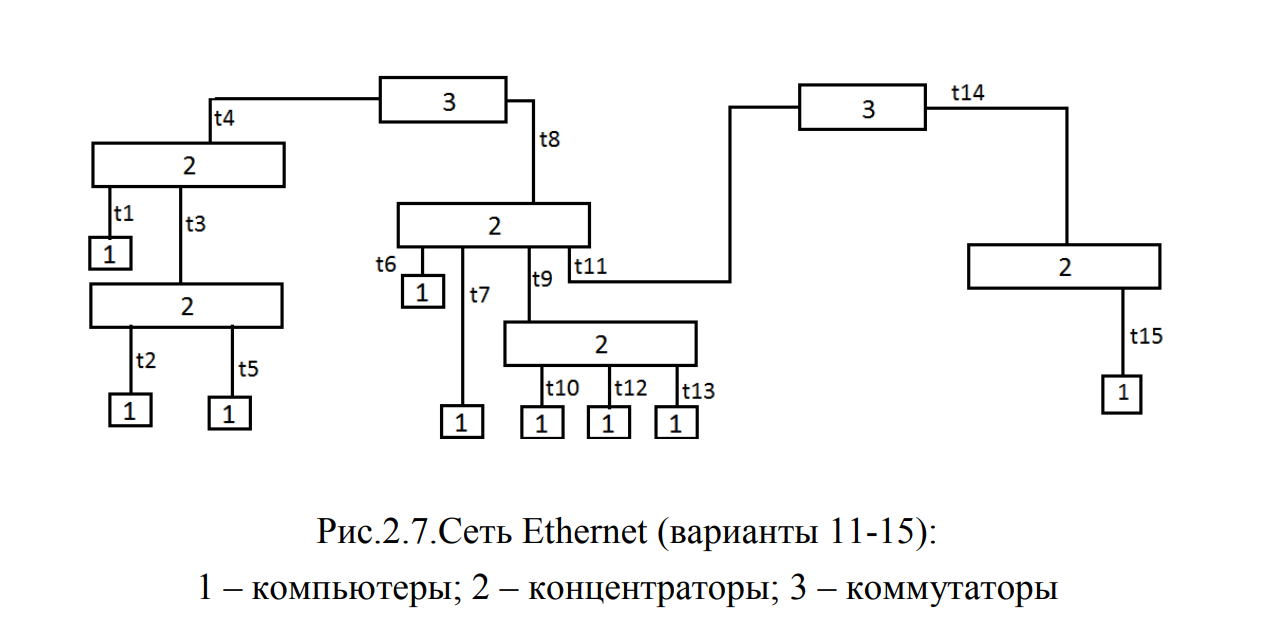 3
3
t14
t4
t8
2
2
t1
t3
1
2
t6
t11
t9
2
1
t7
2
2
t15
t2
t5
t10
t12
t13
1
1
1
1
1
1
1
Рис.2.7.Сеть Ethernet (варианты 11-15):
1 – компьютеры; 2 – концентраторы; 3 – коммутаторы